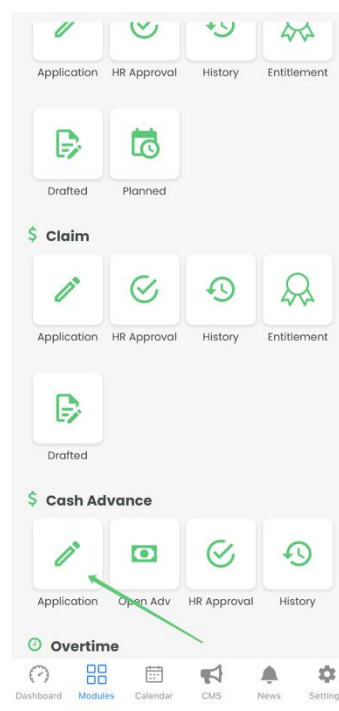 Application HR Approval History Entitlement
Drafted Planned
$ Claim
Application HR Approval History Entitlement
Drafted
$ Cash Advance
Application Open Adv HR Approval History
Overtime
Dashboard Modules Calendar CMS News Setting